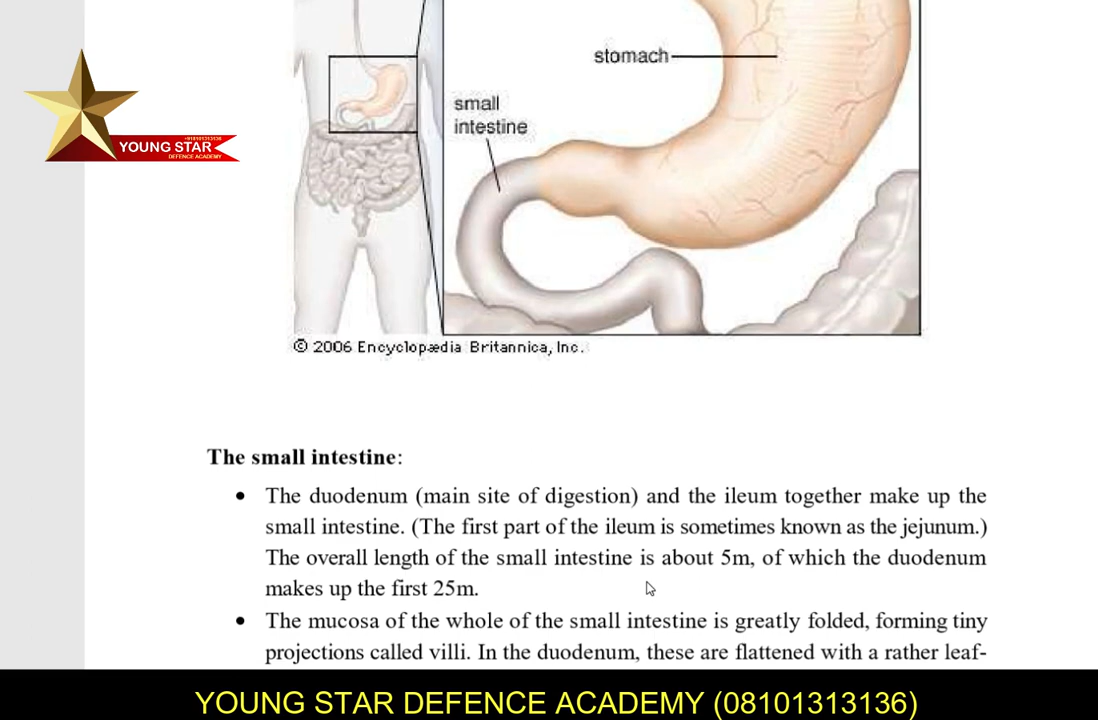 stomach
small
intestine
+918101313136
YOUNG STAR
DEFENCE ACADEMY
© 2006 Encyclopædia Britannica, Inc.
The small intestine:
• The duodenum (main site of digestion) and the ileum together make up the
small intestine. (The first part of the ileum is sometimes known as the jejunum.)
The overall length of the small intestine is about 5m, of which the duodenum
makes up the first 25m.
• The mucosa of the whole of the small intestine is greatly folded, forming tiny
projections called villi. In the duodenum, these are flattened with a rather leaf-
YOUNG STAR DEFENCE ACADEMY (08101313136)